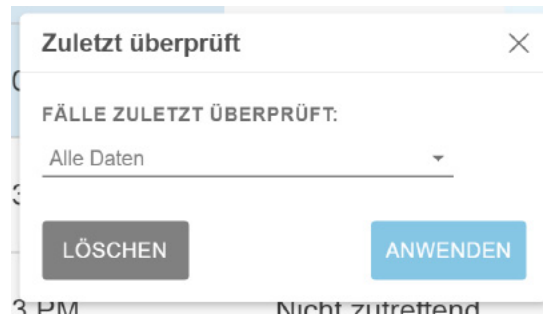 Zuletzt überprüft
FÄLLE ZULETZT ÜBERPRÜFT:
Alle Daten
LÖSCHEN
ANWENDEN
3 PM
Nicht zutreffend